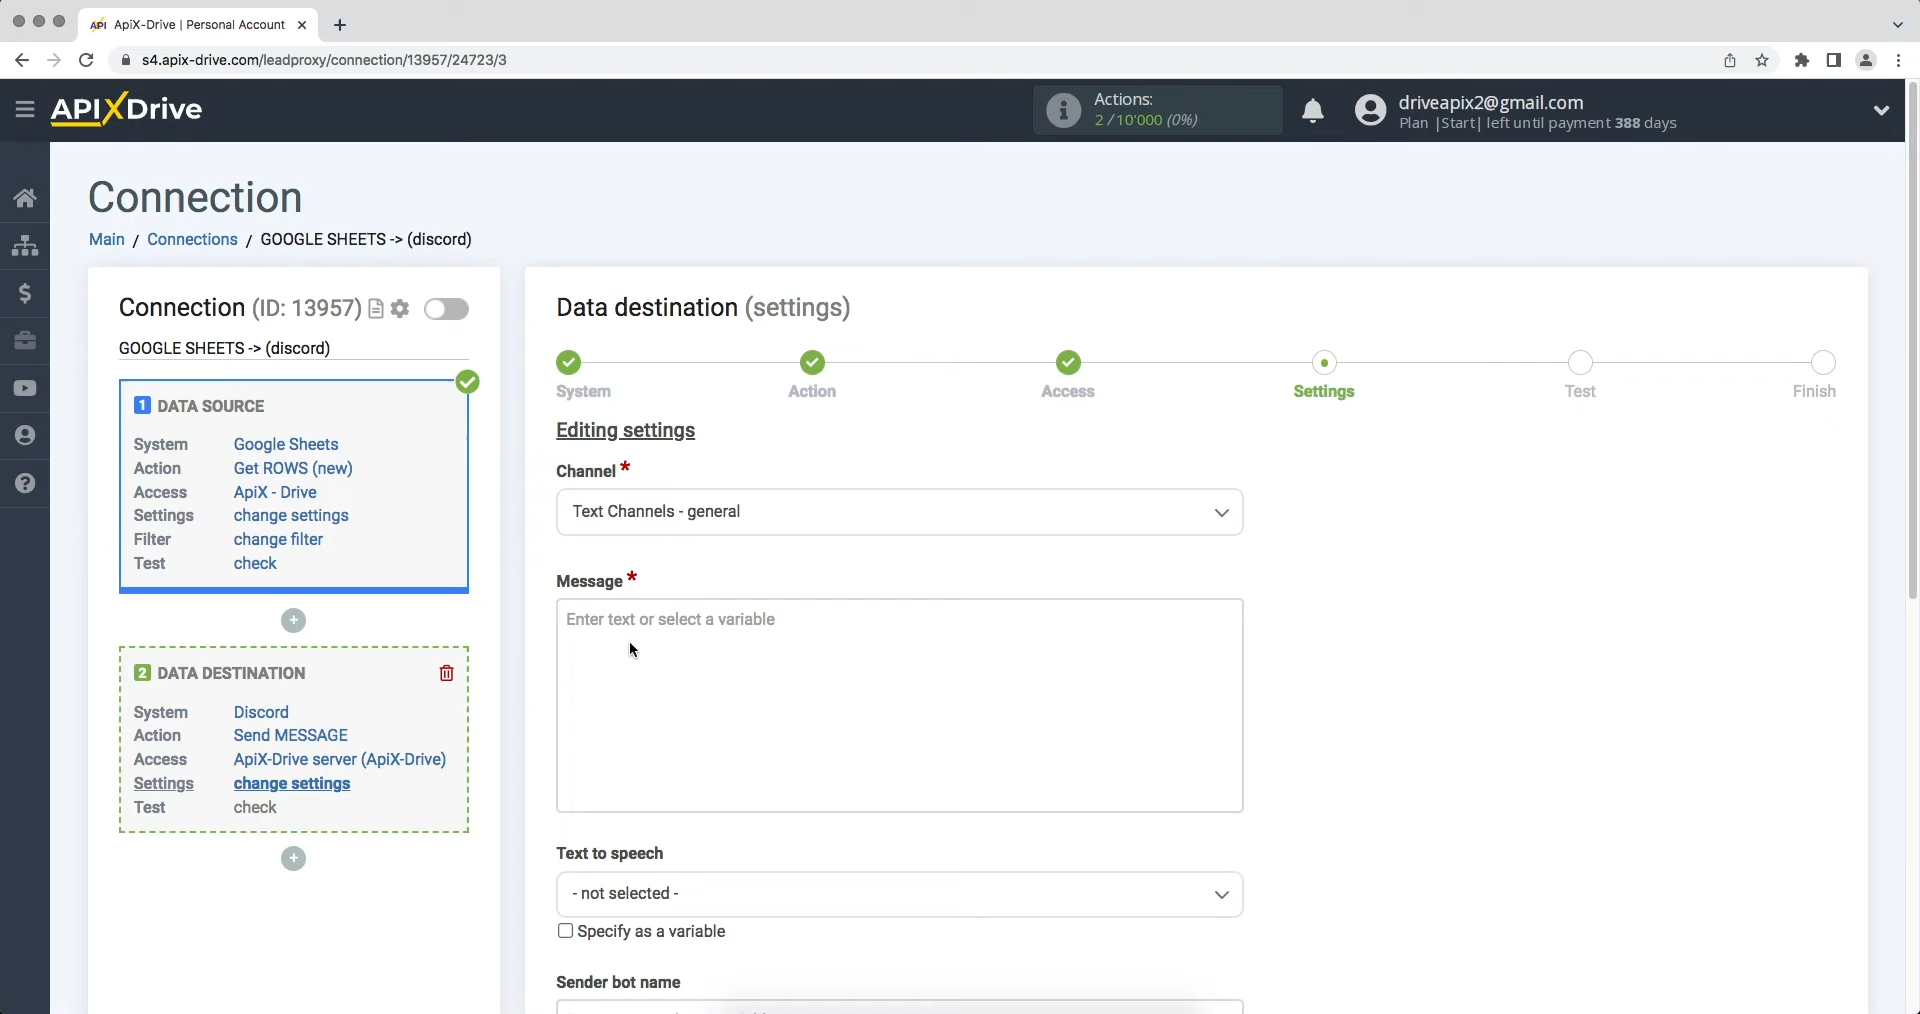 APi ApiX-Drive | Personal Account
s4.apix-drive.com/leadproxy/connection/13957/24723/3
APIXDrive
Actions:
2 / 10'000 (0%)
driveapix2@gmail.com
Plan |Start| left until payment 388 days
Connection
Main / Connections / GOOGLE SHEETS -> (discord)
Connection (ID: 13957)
GOOGLE SHEETS -> (discord)
1 DATA SOURCE
System Google Sheets
Action Get ROWS (new)
Access ApiX - Drive
Settings change settings
Filter change filter
Test check
2 DATA DESTINATION
System Discord
Action Send MESSAGE
Access ApiX-Drive server (ApiX-Drive)
Settings change settings
Test check
Data destination (settings)
System Action Access Settings Test Finish
Editing settings
Channel *
Text Channels - general
Message *
Enter text or select a variable
Text to speech
- not selected -
Specify as a variable
Sender bot name